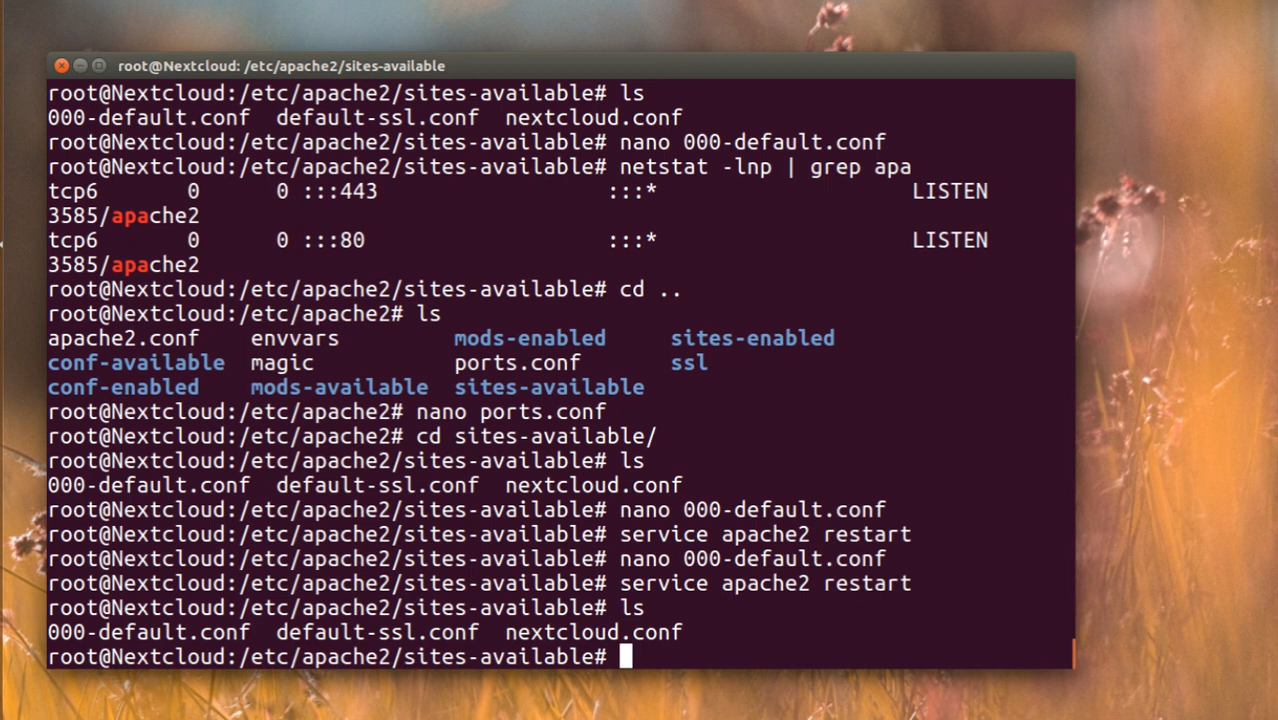 root@Nextcloud: /etc/apache2/sites-available
root@Nextcloud:/etc/apache2/sites-available# ls
000-default.conf  default-ssl.conf  nextcloud.conf
root@Nextcloud:/etc/apache2/sites-available# nano 000-default.conf
root@Nextcloud:/etc/apache2/sites-available# netstat -lnp | grep apa
tcp6       0      0 :::443                  :::*                    LISTEN
3585/apache2
tcp6       0      0 :::80                   :::*                    LISTEN
3585/apache2
root@Nextcloud:/etc/apache2/sites-available# cd ..
root@Nextcloud:/etc/apache2# ls
apache2.conf    envvars         mods-enabled     sites-enabled
conf-available  magic           ports.conf       ssl
conf-enabled    mods-available  sites-available
root@Nextcloud:/etc/apache2# nano ports.conf
root@Nextcloud:/etc/apache2# cd sites-available/
root@Nextcloud:/etc/apache2/sites-available# ls
000-default.conf  default-ssl.conf  nextcloud.conf
root@Nextcloud:/etc/apache2/sites-available# nano 000-default.conf
root@Nextcloud:/etc/apache2/sites-available# service apache2 restart
root@Nextcloud:/etc/apache2/sites-available# nano 000-default.conf
root@Nextcloud:/etc/apache2/sites-available# service apache2 restart
root@Nextcloud:/etc/apache2/sites-available# ls
000-default.conf  default-ssl.conf  nextcloud.conf
root@Nextcloud:/etc/apache2/sites-available#